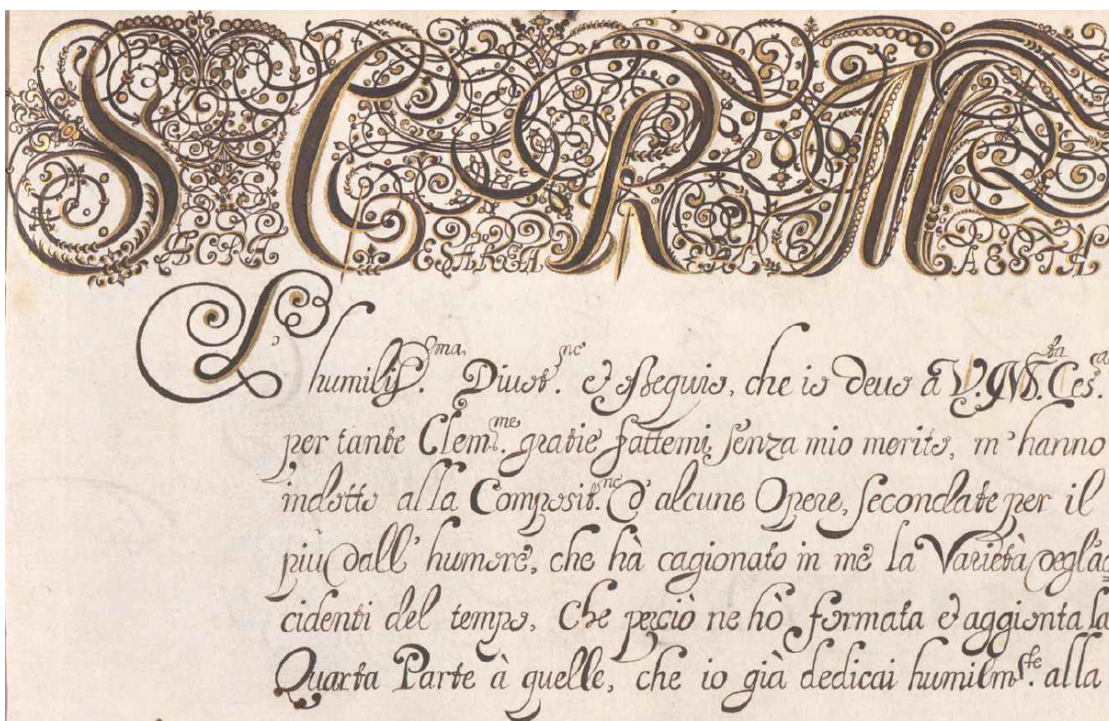 SACRA CESAREA REAL MAESTÀ
L'humiliss.ma Divot.ne e ossequio, che io devo a V. M.tà Ces.a
per tante Clem.me gratie fattemi senza mio merito, m'hanno
indotto alla Composit.ne d'alcune Opere, secondate per il
più dall'humore, che hà cagionato in me la Varietà degl'ac=
cidenti del tempo, Che perciò ne hò formata e aggionta la
Quarta Parte à quelle, che io già dedicai humilm.te alla